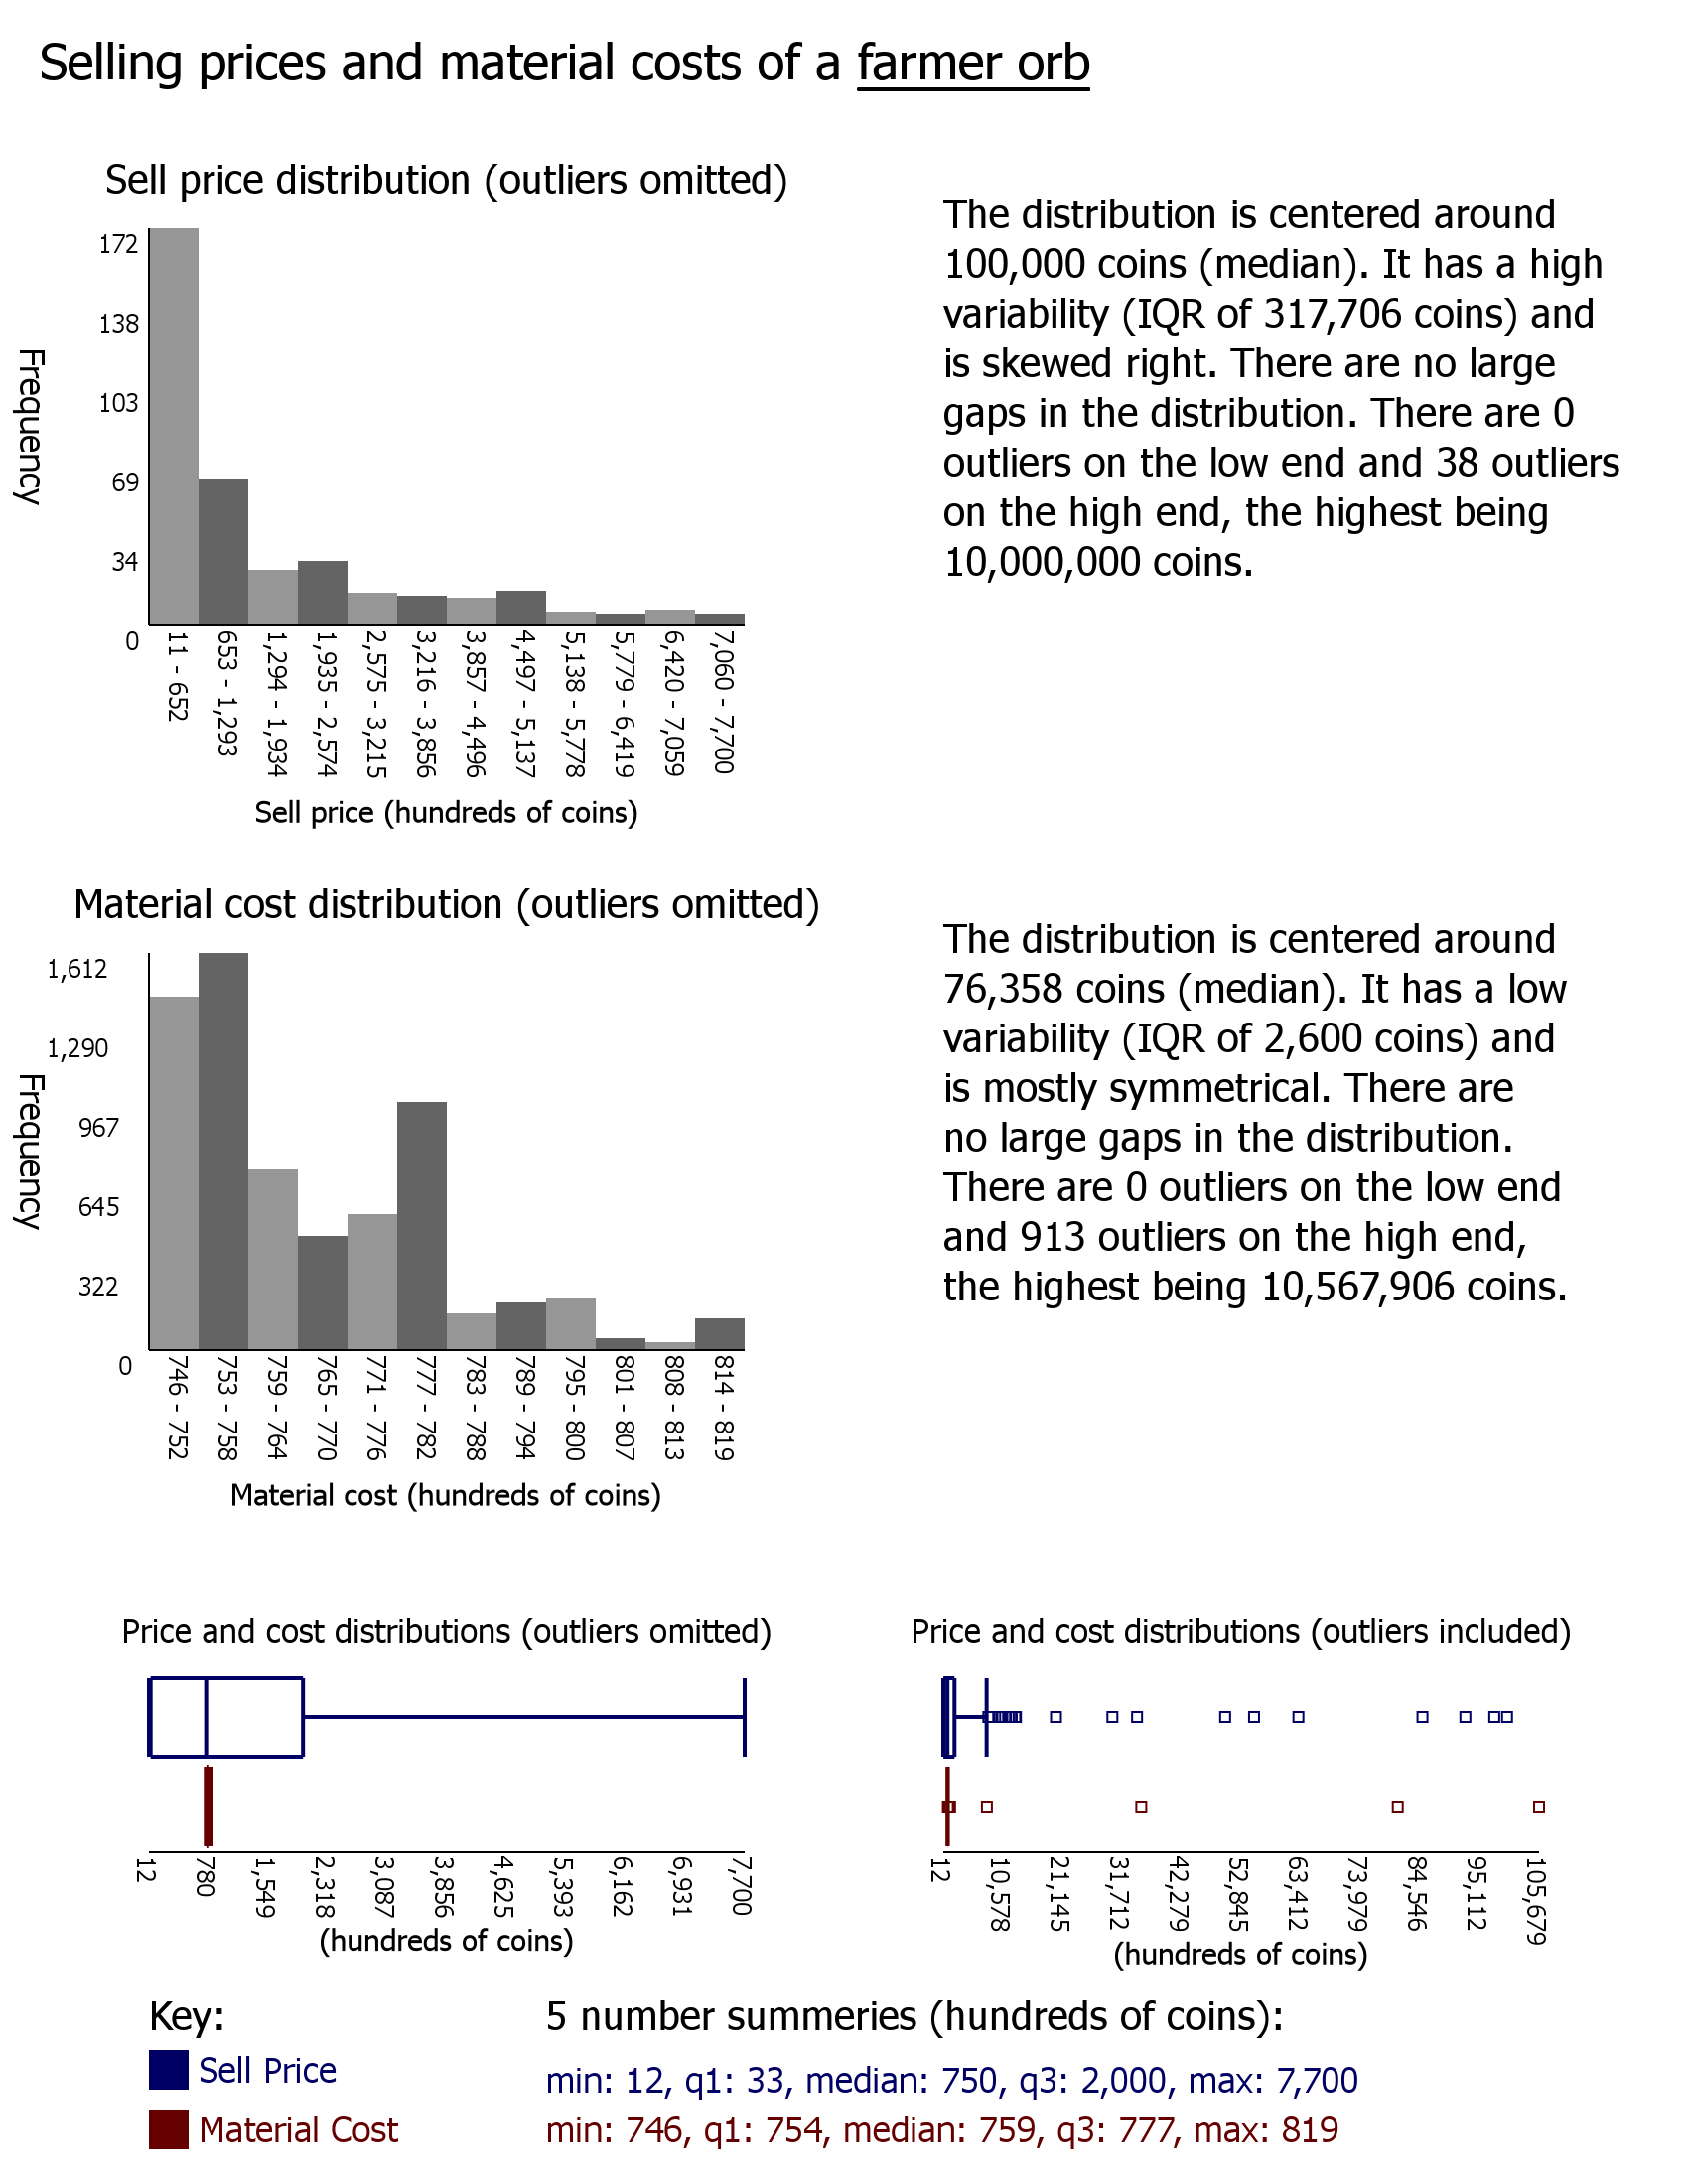 Selling prices and material costs of a farmer orb
Sell price distribution (outliers omitted)
172
138
103
69
34
0
Frequency
11 - 652
653 - 1,293
1,294 - 1,934
1,935 - 2,574
2,575 - 3,215
3,216 - 3,856
3,857 - 4,496
4,497 - 5,137
5,138 - 5,778
5,779 - 6,419
6,420 - 7,059
7,060 - 7,700
Sell price (hundreds of coins)
The distribution is centered around
100,000 coins (median). It has a high
variability (IQR of 317,706 coins) and
is skewed right. There are no large
gaps in the distribution. There are 0
outliers on the low end and 38 outliers
on the high end, the highest being
10,000,000 coins.
Material cost distribution (outliers omitted)
1,612
1,290
967
645
322
0
Frequency
746 - 752
753 - 758
759 - 764
765 - 770
771 - 776
777 - 782
783 - 788
789 - 794
795 - 800
801 - 807
808 - 813
814 - 819
Material cost (hundreds of coins)
The distribution is centered around
76,358 coins (median). It has a low
variability (IQR of 2,600 coins) and
is mostly symmetrical. There are
no large gaps in the distribution.
There are 0 outliers on the low end
and 913 outliers on the high end,
the highest being 10,567,906 coins.
Price and cost distributions (outliers omitted)
12
780
1,549
2,318
3,087
3,856
4,625
5,393
6,162
6,931
7,700
(hundreds of coins)
Price and cost distributions (outliers included)
12
10,578
21,145
31,712
42,279
52,845
63,412
73,979
84,546
95,112
105,679
(hundreds of coins)
Key:
Sell Price
Material Cost
5 number summeries (hundreds of coins):
min: 12, q1: 33, median: 750, q3: 2,000, max: 7,700
min: 746, q1: 754, median: 759, q3: 777, max: 819